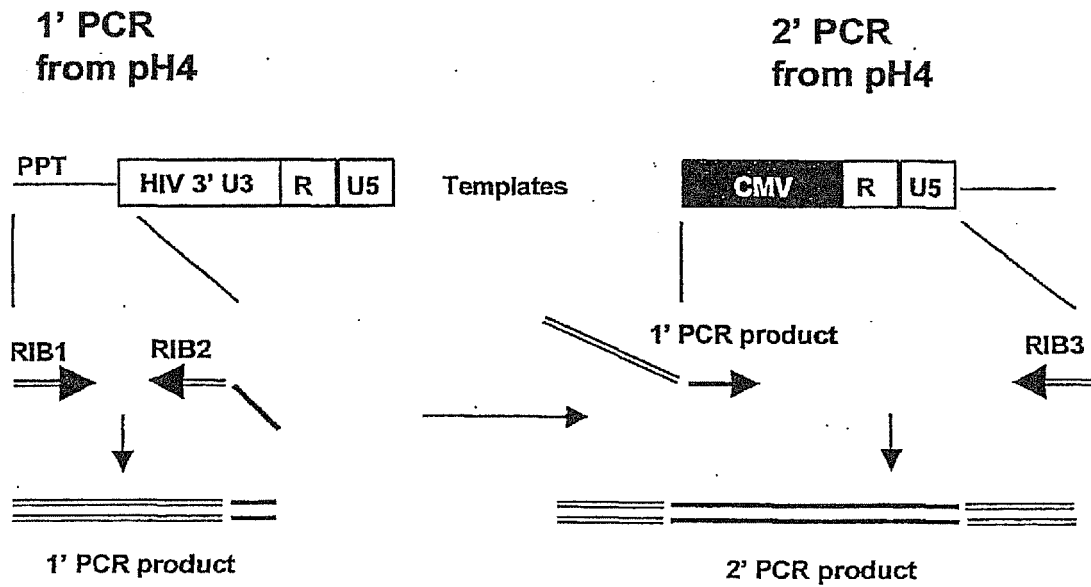 1' PCR
from pH4
2' PCR
from pH4
PPT
HIV 3' U3
R
U5
Templates
CMV
R
U5
RIB1
RIB2
1' PCR product
RIB3
1' PCR product
2' PCR product